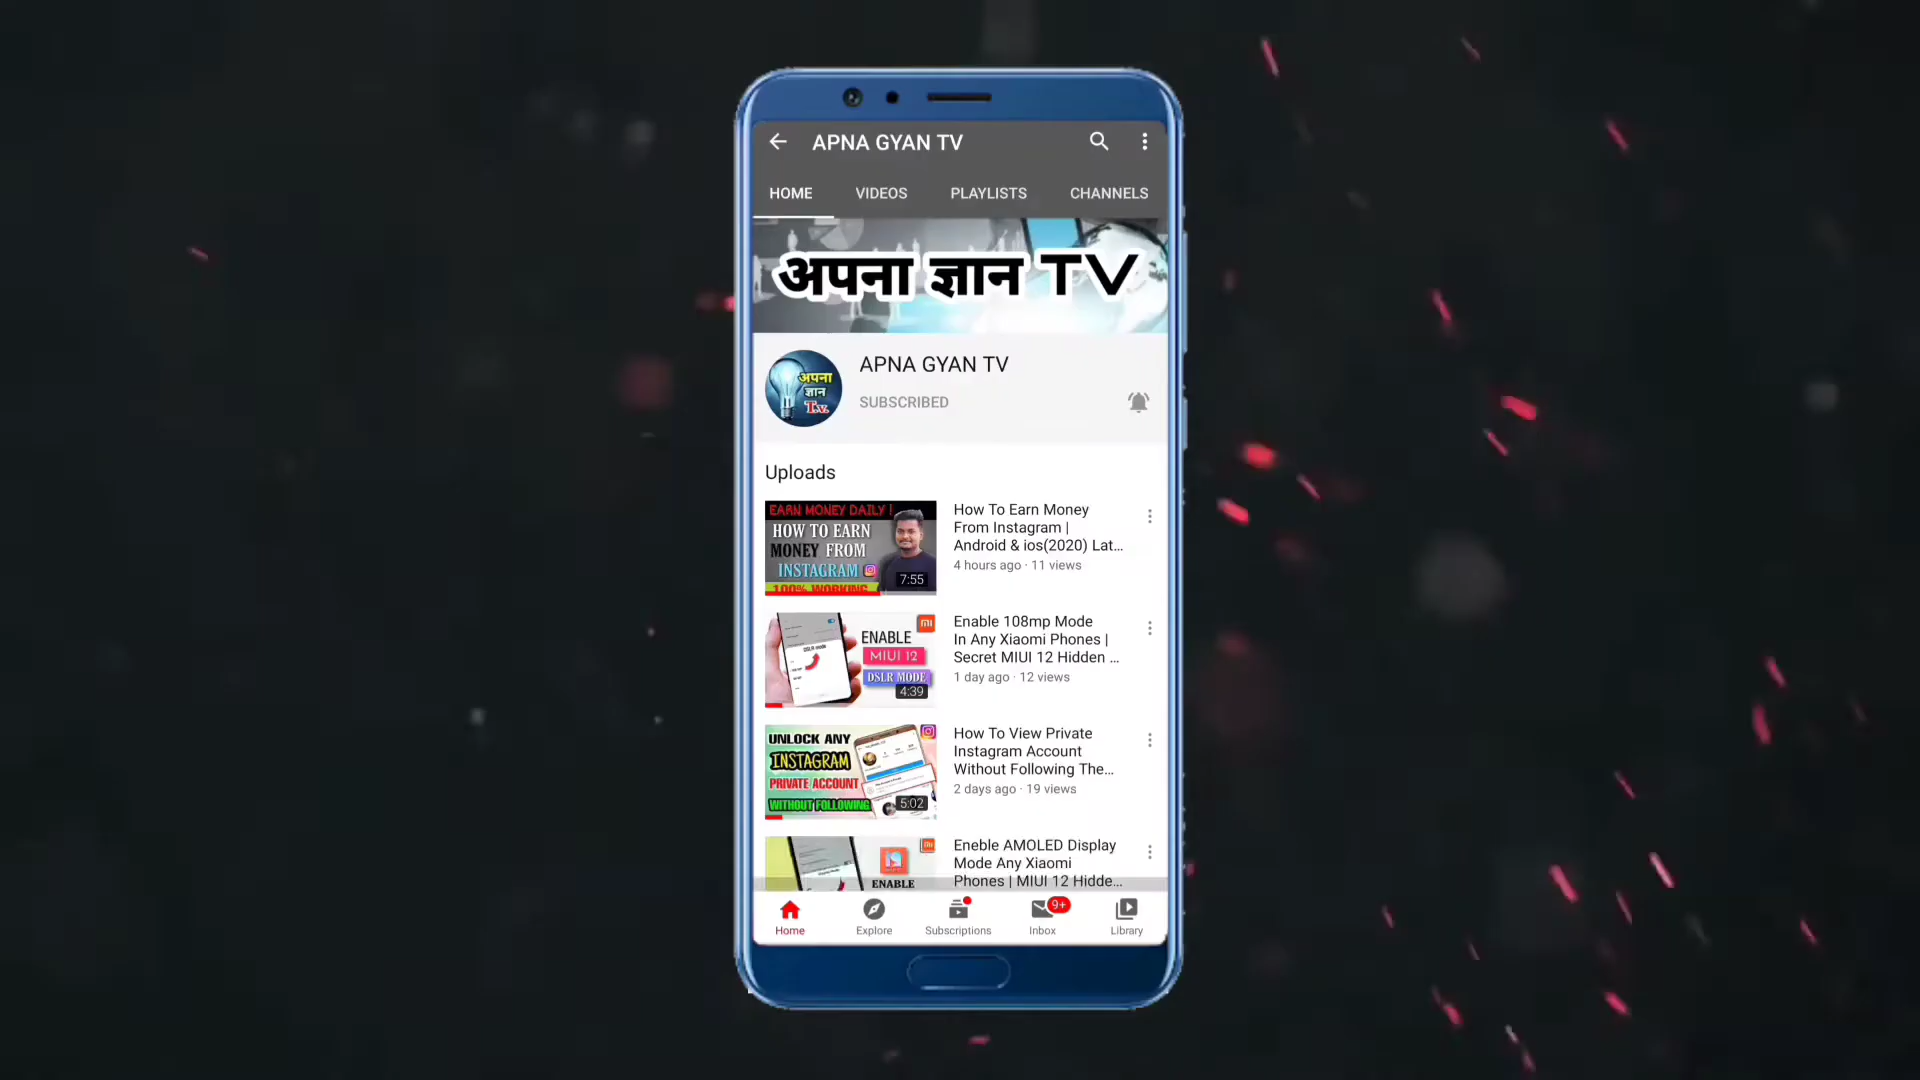 APNA GYAN TV
HOME VIDEOS PLAYLISTS CHANNELS
अपना ज्ञान TV
अपना
ज्ञान
T.v.
APNA GYAN TV
SUBSCRIBED
Uploads
EARN MONEY DAILY !
HOW TO EARN
MONEY FROM
INSTAGRAM
100% WORKING
7:55
How To Earn Money
From Instagram |
Android & ios(2020) Lat...
4 hours ago · 11 views
DSLR mode
ENABLE
MIUI 12
DSLR MODE
4:39
Enable 108mp Mode
In Any Xiaomi Phones |
Secret MIUI 12 Hidden ...
1 day ago · 12 views
UNLOCK ANY
INSTAGRAM
PRIVATE ACCOUNT
WITHOUT FOLLOWING
5:02
How To View Private
Instagram Account
Without Following The...
2 days ago · 19 views
ENABLE
Eneble AMOLED Display
Mode Any Xiaomi
Phones | MIUI 12 Hidde...
9+
Home Explore Subscriptions Inbox Library